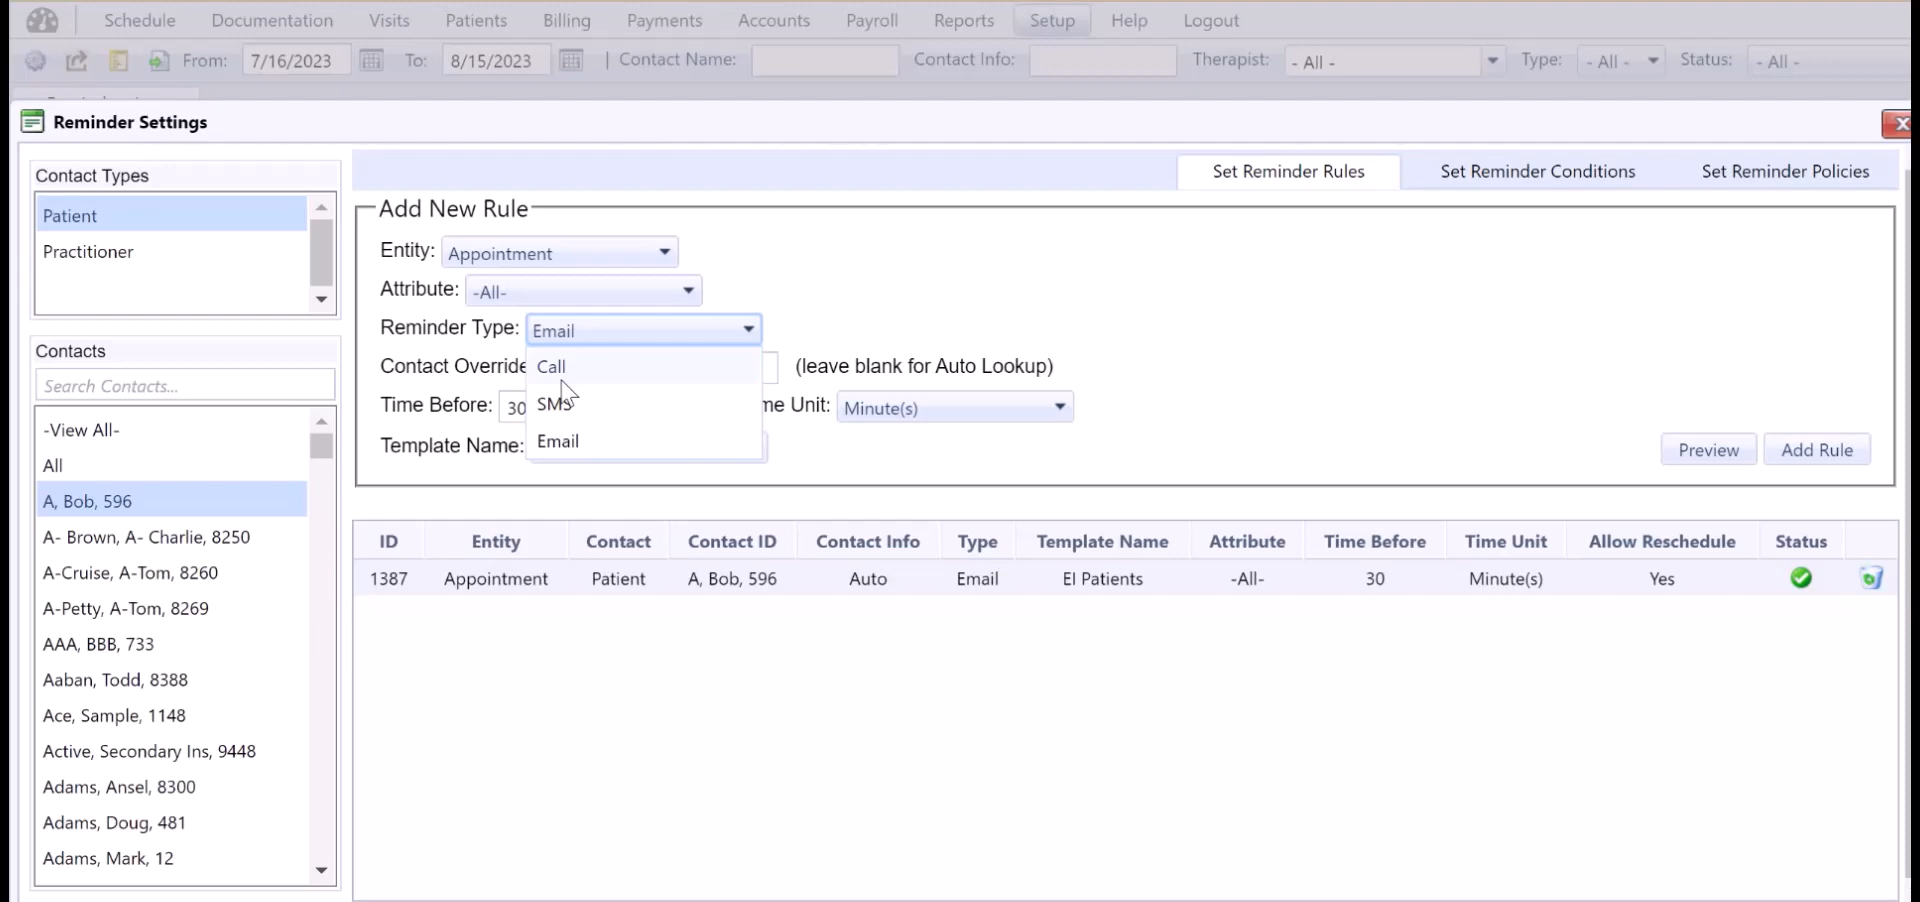 Schedule Documentation Visits Patients Billing Payments Accounts Payroll Reports Setup Help Logout
From: 7/16/2023 To: 8/15/2023 | Contact Name: Contact Info: Therapist: - All - Type: - All - Status: - All -
Reminder Settings
X
Contact Types
Patient
Practitioner
Contacts
Search Contacts...
-View All-
All
A, Bob, 596
A- Brown, A- Charlie, 8250
A-Cruise, A-Tom, 8260
A-Petty, A-Tom, 8269
AAA, BBB, 733
Aaban, Todd, 8388
Ace, Sample, 1148
Active, Secondary Ins, 9448
Adams, Ansel, 8300
Adams, Doug, 481
Adams, Mark, 12
Set Reminder Rules Set Reminder Conditions Set Reminder Policies
Add New Rule
Entity: Appointment
Attribute: -All-
Reminder Type: Email
Contact Override Call (leave blank for Auto Lookup)
Time Before: 30 SMS me Unit: Minute(s)
Template Name: Email Preview Add Rule
ID Entity Contact Contact ID Contact Info Type Template Name Attribute Time Before Time Unit Allow Reschedule Status
1387 Appointment Patient A, Bob, 596 Auto Email EI Patients -All- 30 Minute(s) Yes